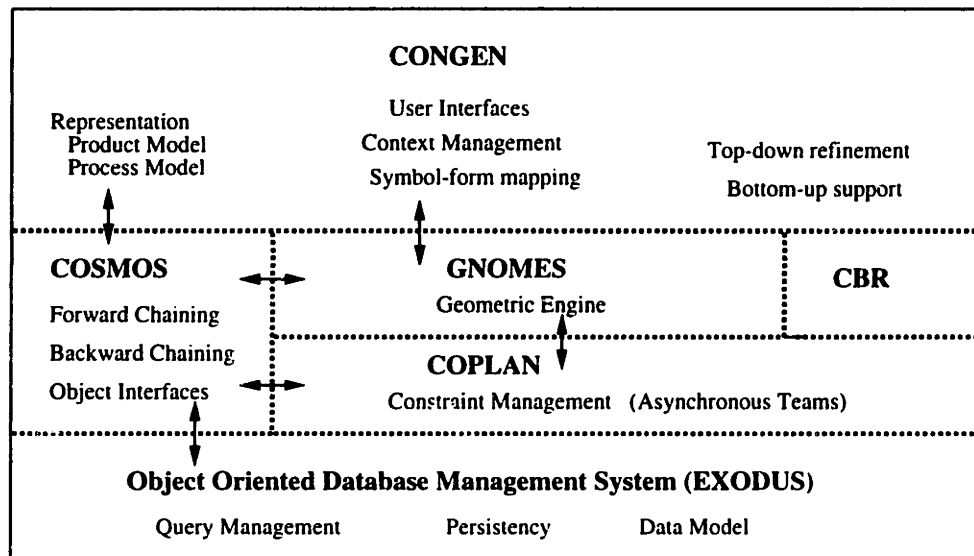 CONGEN
User Interfaces
Representation
Product Model
Context Management
Process Model
Top-down refinement
Symbol-form mapping
Bottom-up support
COSMOS
GNOMES
CBR
Forward Chaining
Geometric Engine
Backward Chaining
COPLAN
Object Interfaces
Constraint Management (Asynchronous Teams)
Object Oriented Database Management System (EXODUS)
Query Management Persistency Data Model